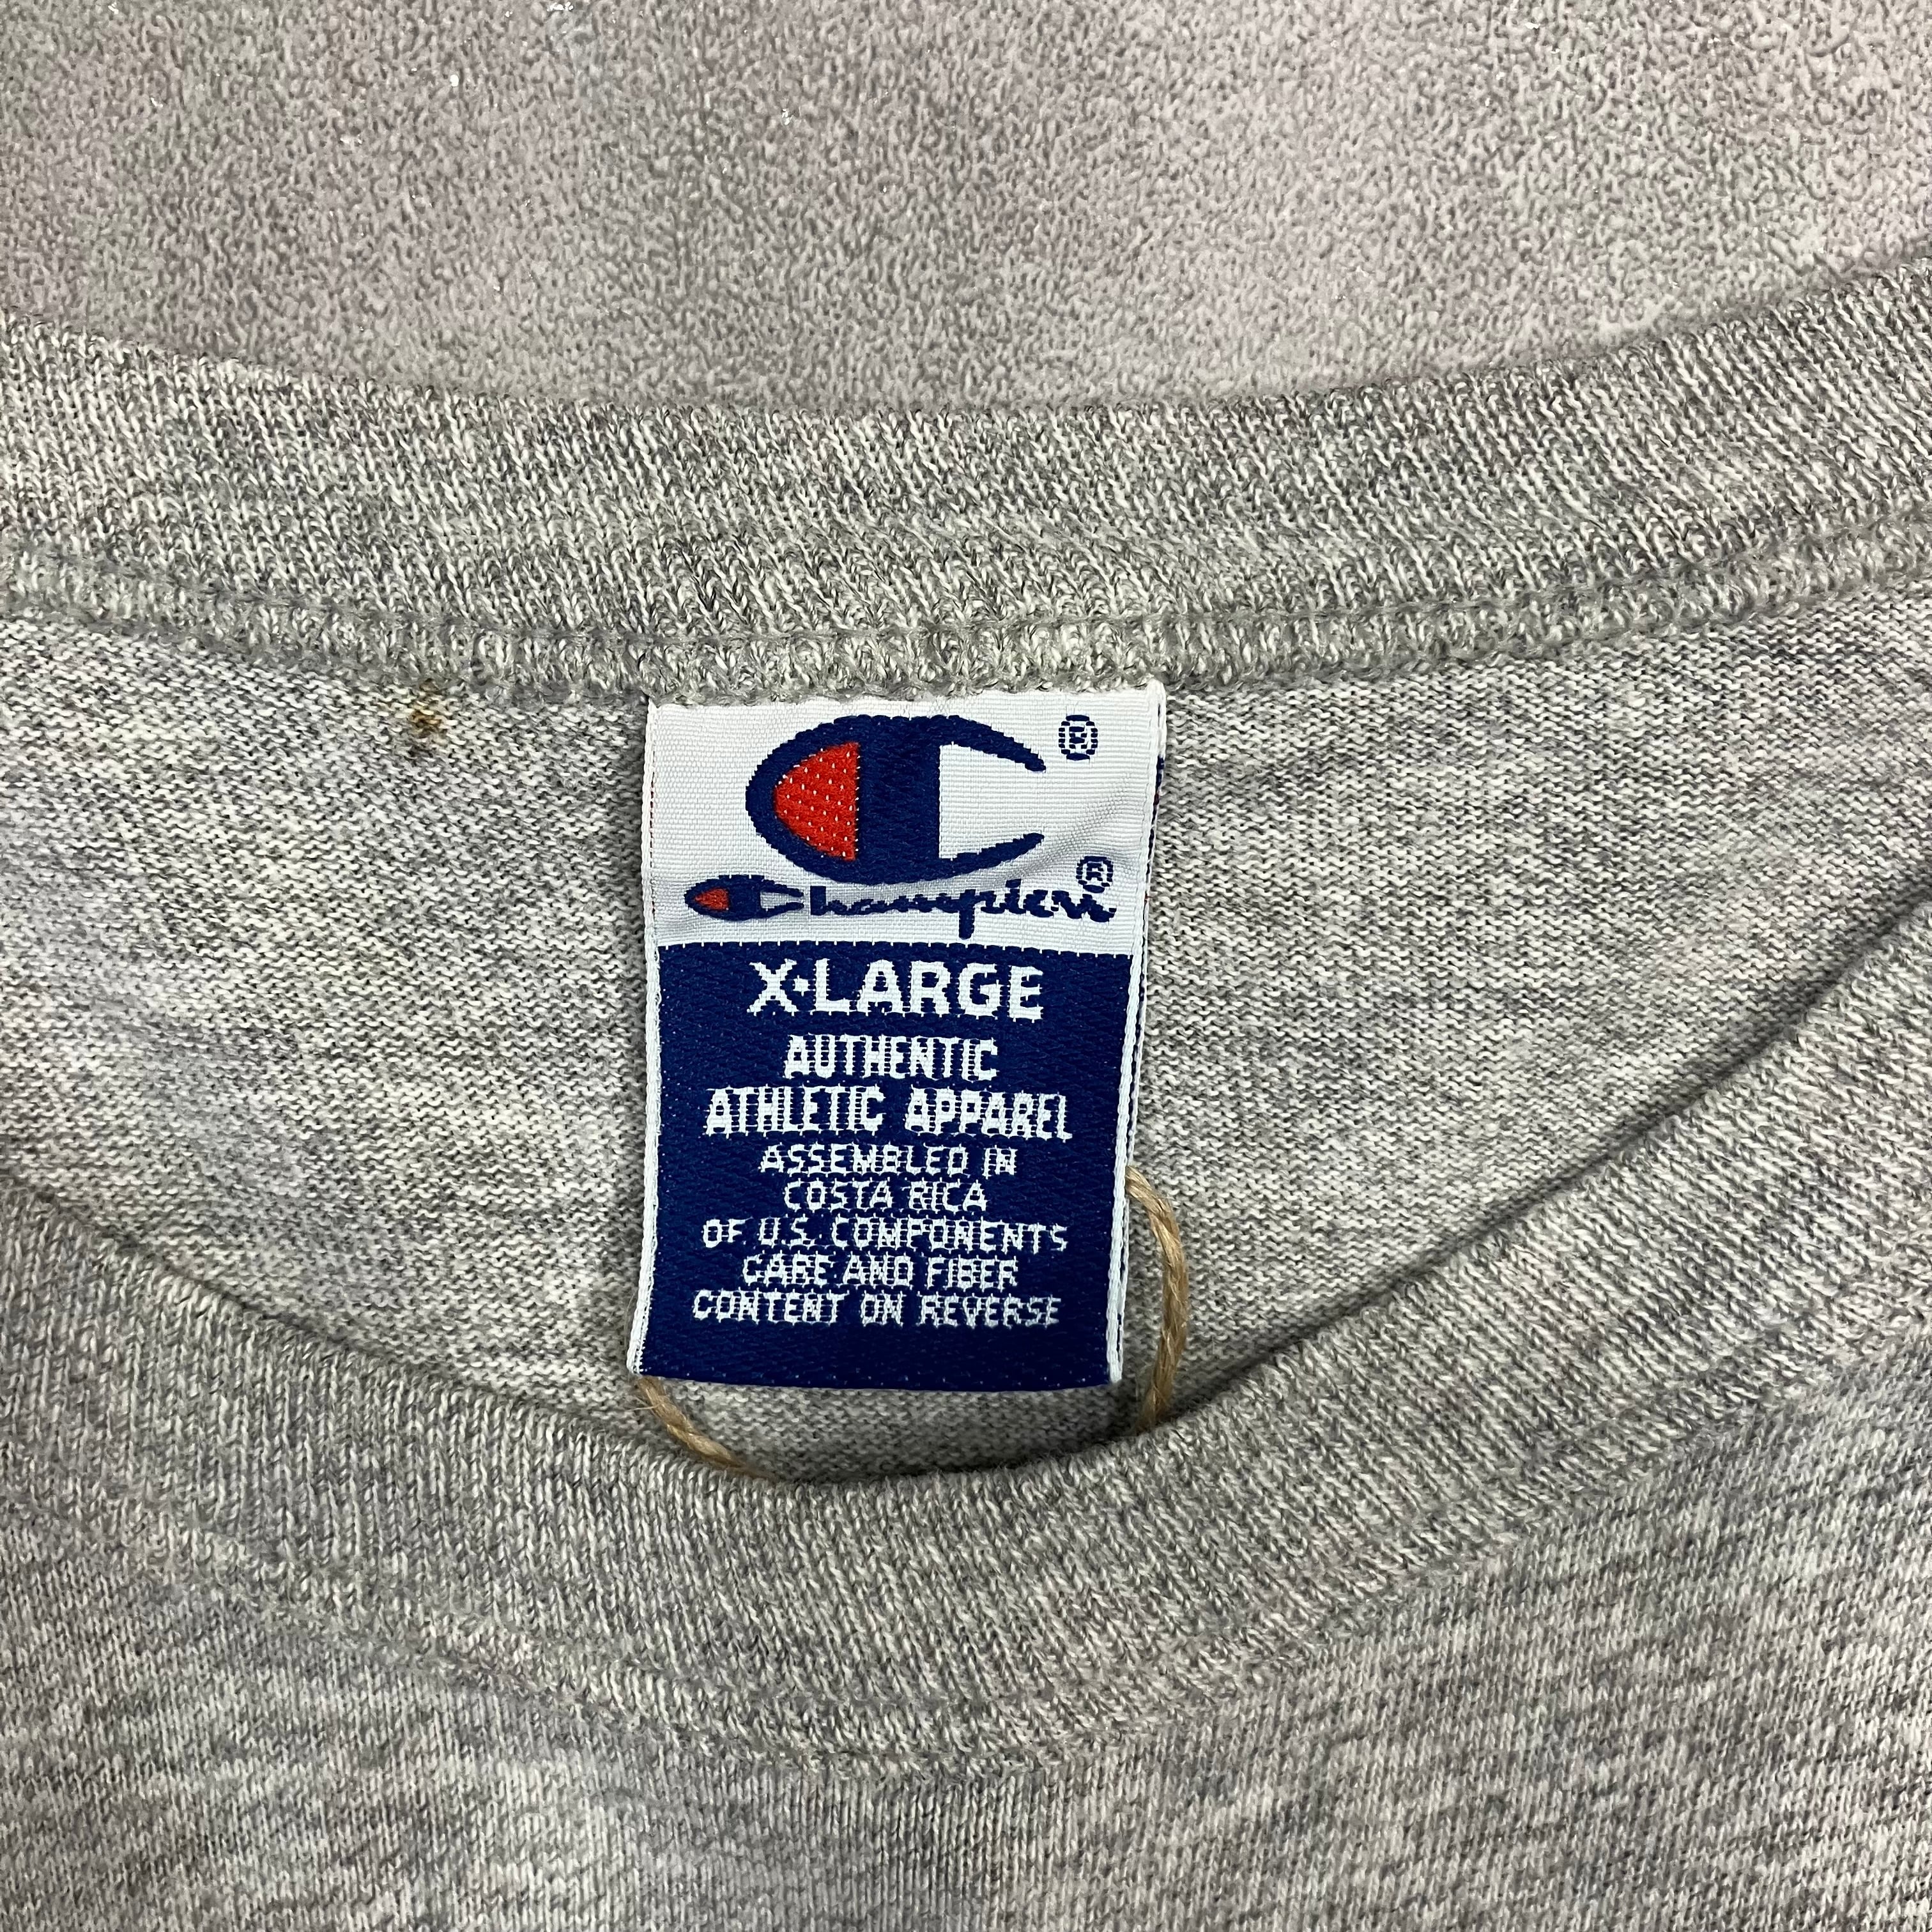 ®
Champion®
X-LARGE
AUTHENTIC
ATHLETIC APPAREL
ASSEMBLED IN
COSTA RICA
OF U.S. COMPONENTS
CARE AND FIBER
CONTENT ON REVERSE